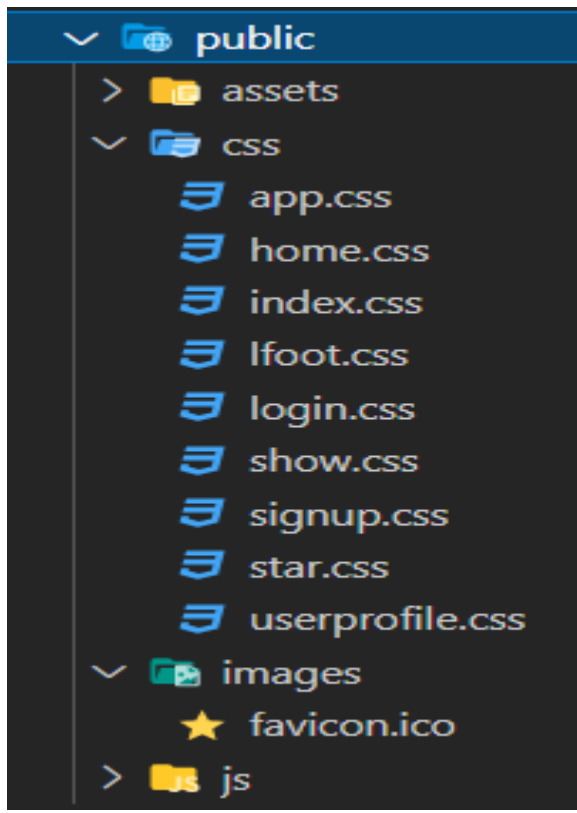 public
assets
css
app.css
home.css
index.css
lfoot.css
login.css
show.css
signup.css
star.css
userprofile.css
images
favicon.ico
JS js